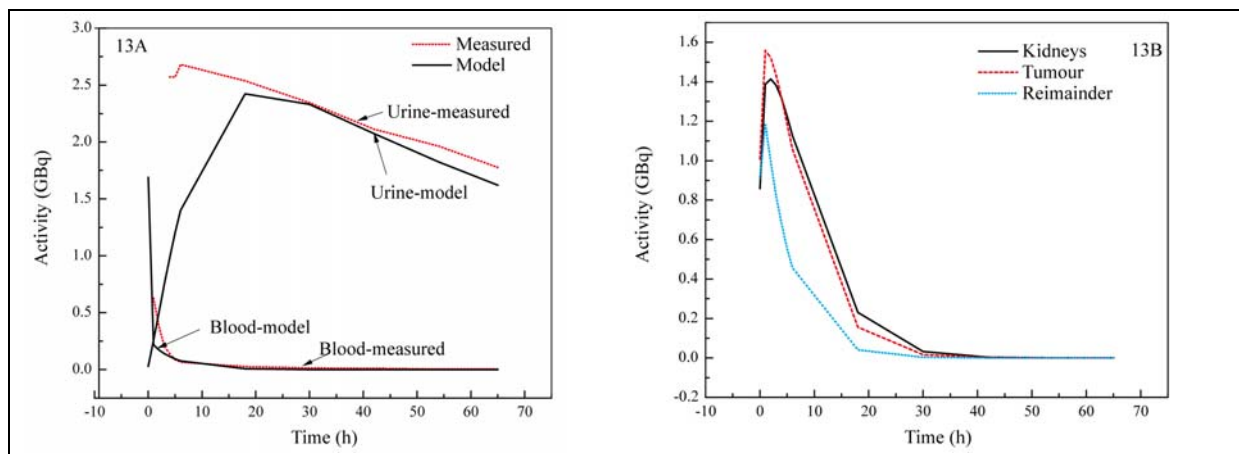 13A
Measured
Model
Urine-measured
Urine-model
Blood-model
Blood-measured
Activity (GBq)
3.0
2.5
2.0
1.5
1.0
0.5
0.0
-10 0 10 20 30 40 50 60 70
Time (h)
13B
Kidneys
Tumour
Reimainder
Activity (GBq)
1.6
1.4
1.2
1.0
0.8
0.6
0.4
0.2
0.0
-0.2
-10 0 10 20 30 40 50 60 70
Time (h)